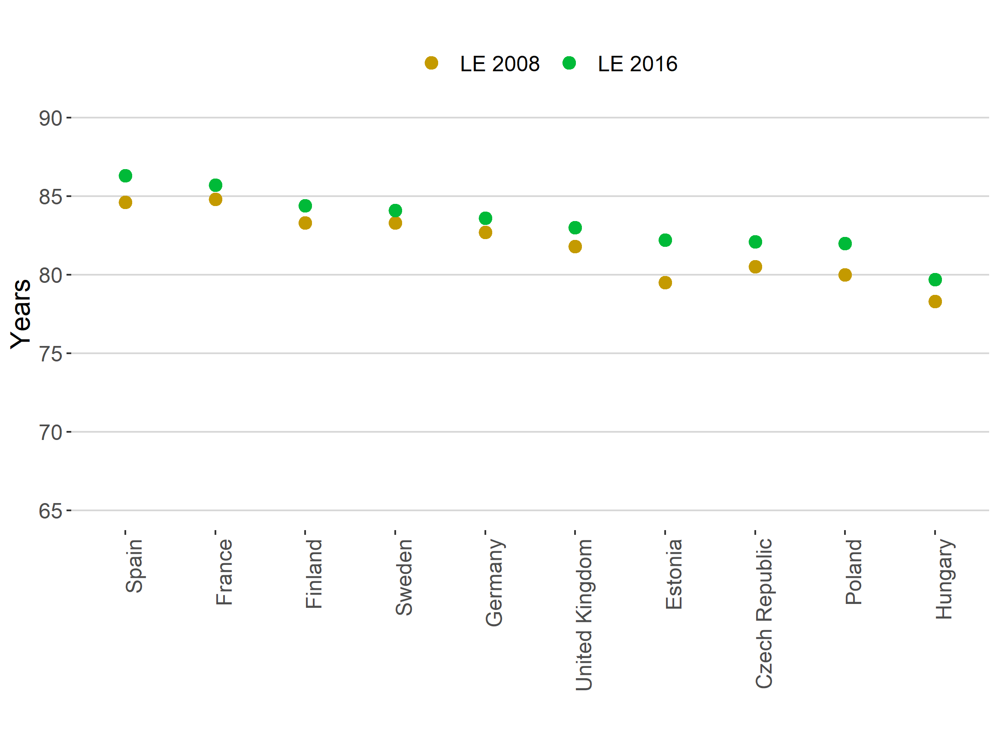 LE 2008 LE 2016
90
85
80
75
70
65
Years
Spain
France
Finland
Sweden
Germany
United Kingdom
Estonia
Czech Republic
Poland
Hungary